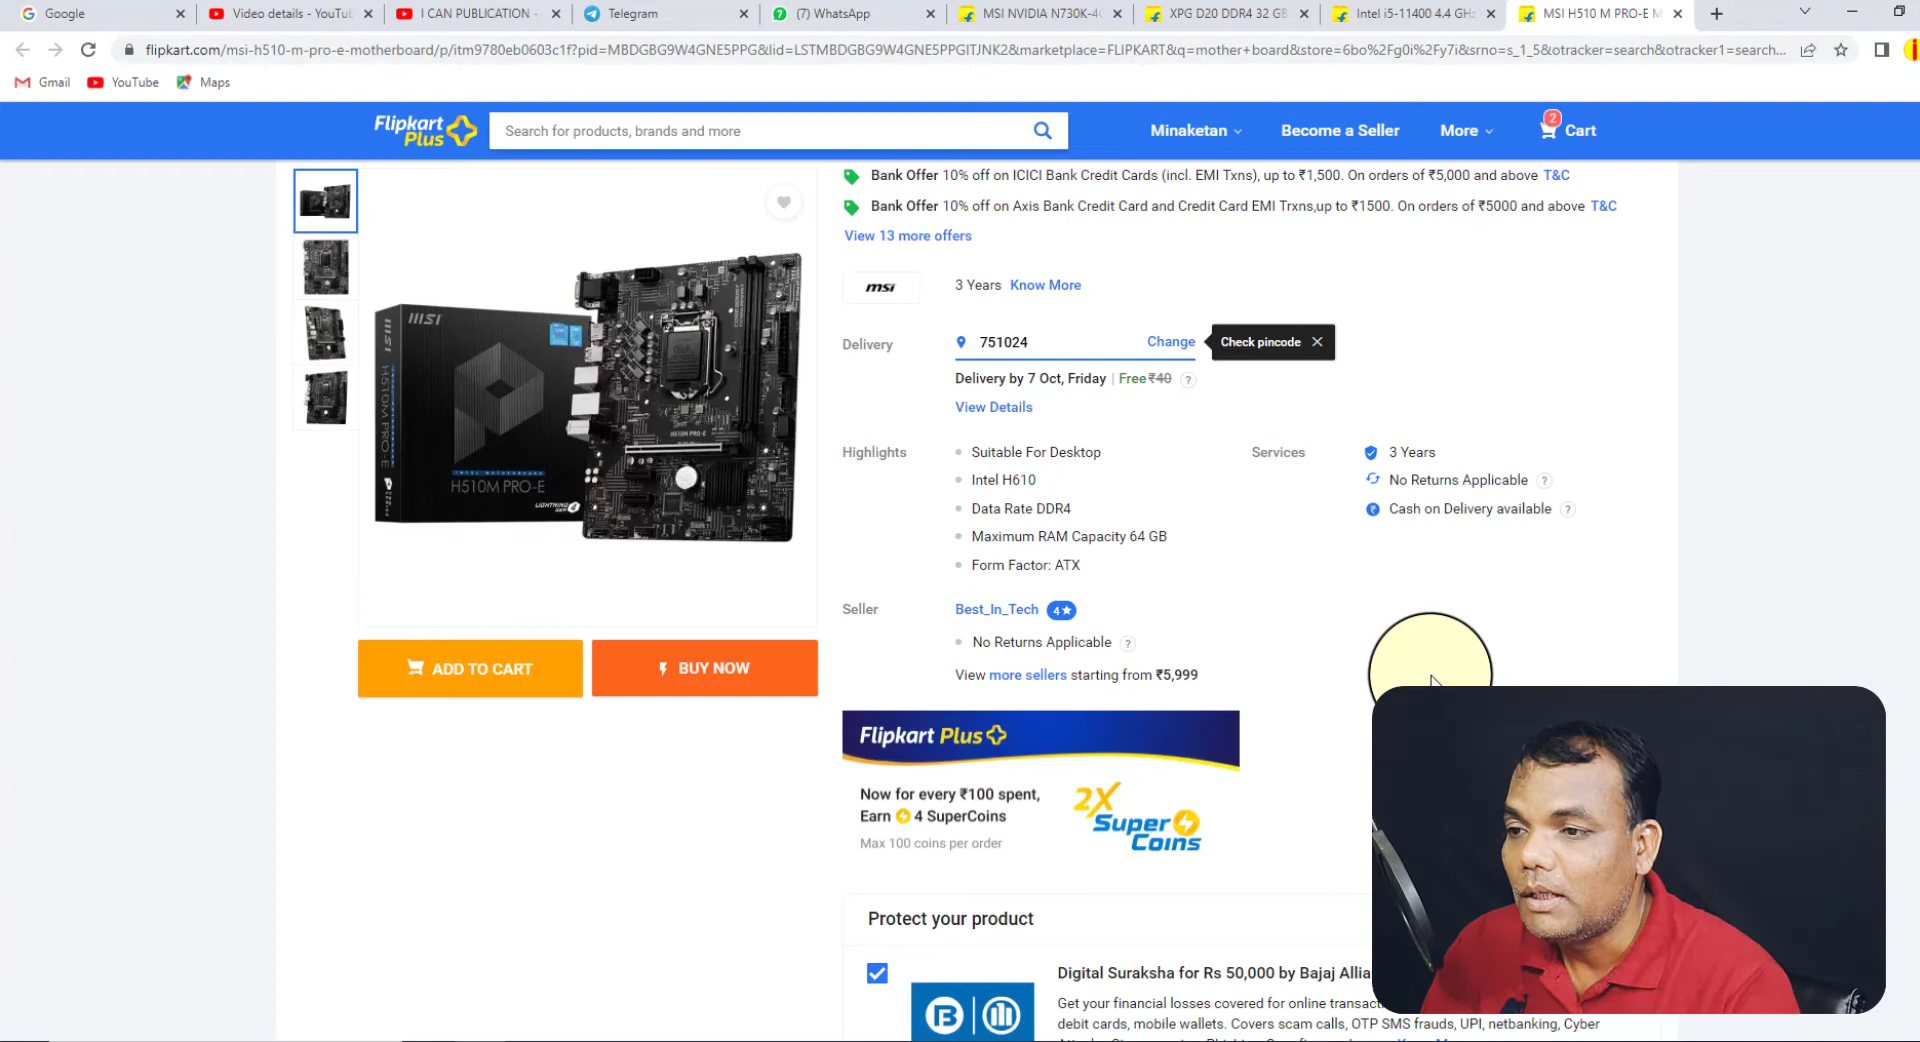 Google
Video details - YouTu
I CAN PUBLICATION -
Telegram
(7) WhatsApp
MSI NVIDIA N730K-4G
XPG D20 DDR4 32 GB
Intel i5-11400 4.4 GHz
MSI H510 M PRO-E M
flipkart.com/msi-h510-m-pro-e-motherboard/p/itm9780eb0603c1f?pid=MBDGBG9W4GNE5PPG&lid=LSTMBDGBG9W4GNE5PPGITJNK2&marketplace=FLIPKART&q=mother+board&store=6bo%2Fg0i%2Fy7i&srno=s_1_5&otracker=search&otracker1=search...
Gmail
YouTube
Maps
Flipkart
Plus
Search for products, brands and more
Minaketan
Become a Seller
More
2
Cart
Bank Offer 10% off on ICICI Bank Credit Cards (incl. EMI Txns), up to ₹1,500. On orders of ₹5,000 and above T&C
Bank Offer 10% off on Axis Bank Credit Card and Credit Card EMI Trxns,up to ₹1500. On orders of ₹5000 and above T&C
View 13 more offers
msi
3 Years Know More
Delivery
751024
Change
Check pincode
Delivery by 7 Oct, Friday | Free ₹40 ?
View Details
Highlights
Suitable For Desktop
Intel H610
Data Rate DDR4
Maximum RAM Capacity 64 GB
Form Factor: ATX
Services
3 Years
No Returns Applicable ?
Cash on Delivery available ?
Seller
Best_In_Tech 4★
No Returns Applicable ?
View more sellers starting from ₹5,999
MSI
MSI
H510M PRO-E
H510M PRO-E
LIGHTNING
ADD TO CART
BUY NOW
Flipkart Plus
Now for every ₹100 spent,
Earn 4 SuperCoins
Max 100 coins per order
2X
Super
Coins
Protect your product
Digital Suraksha for Rs 50,000 by Bajaj Allia
Get your financial losses covered for online transacti
debit cards, mobile wallets. Covers scam calls, OTP SMS frauds, UPI, netbanking, Cyber